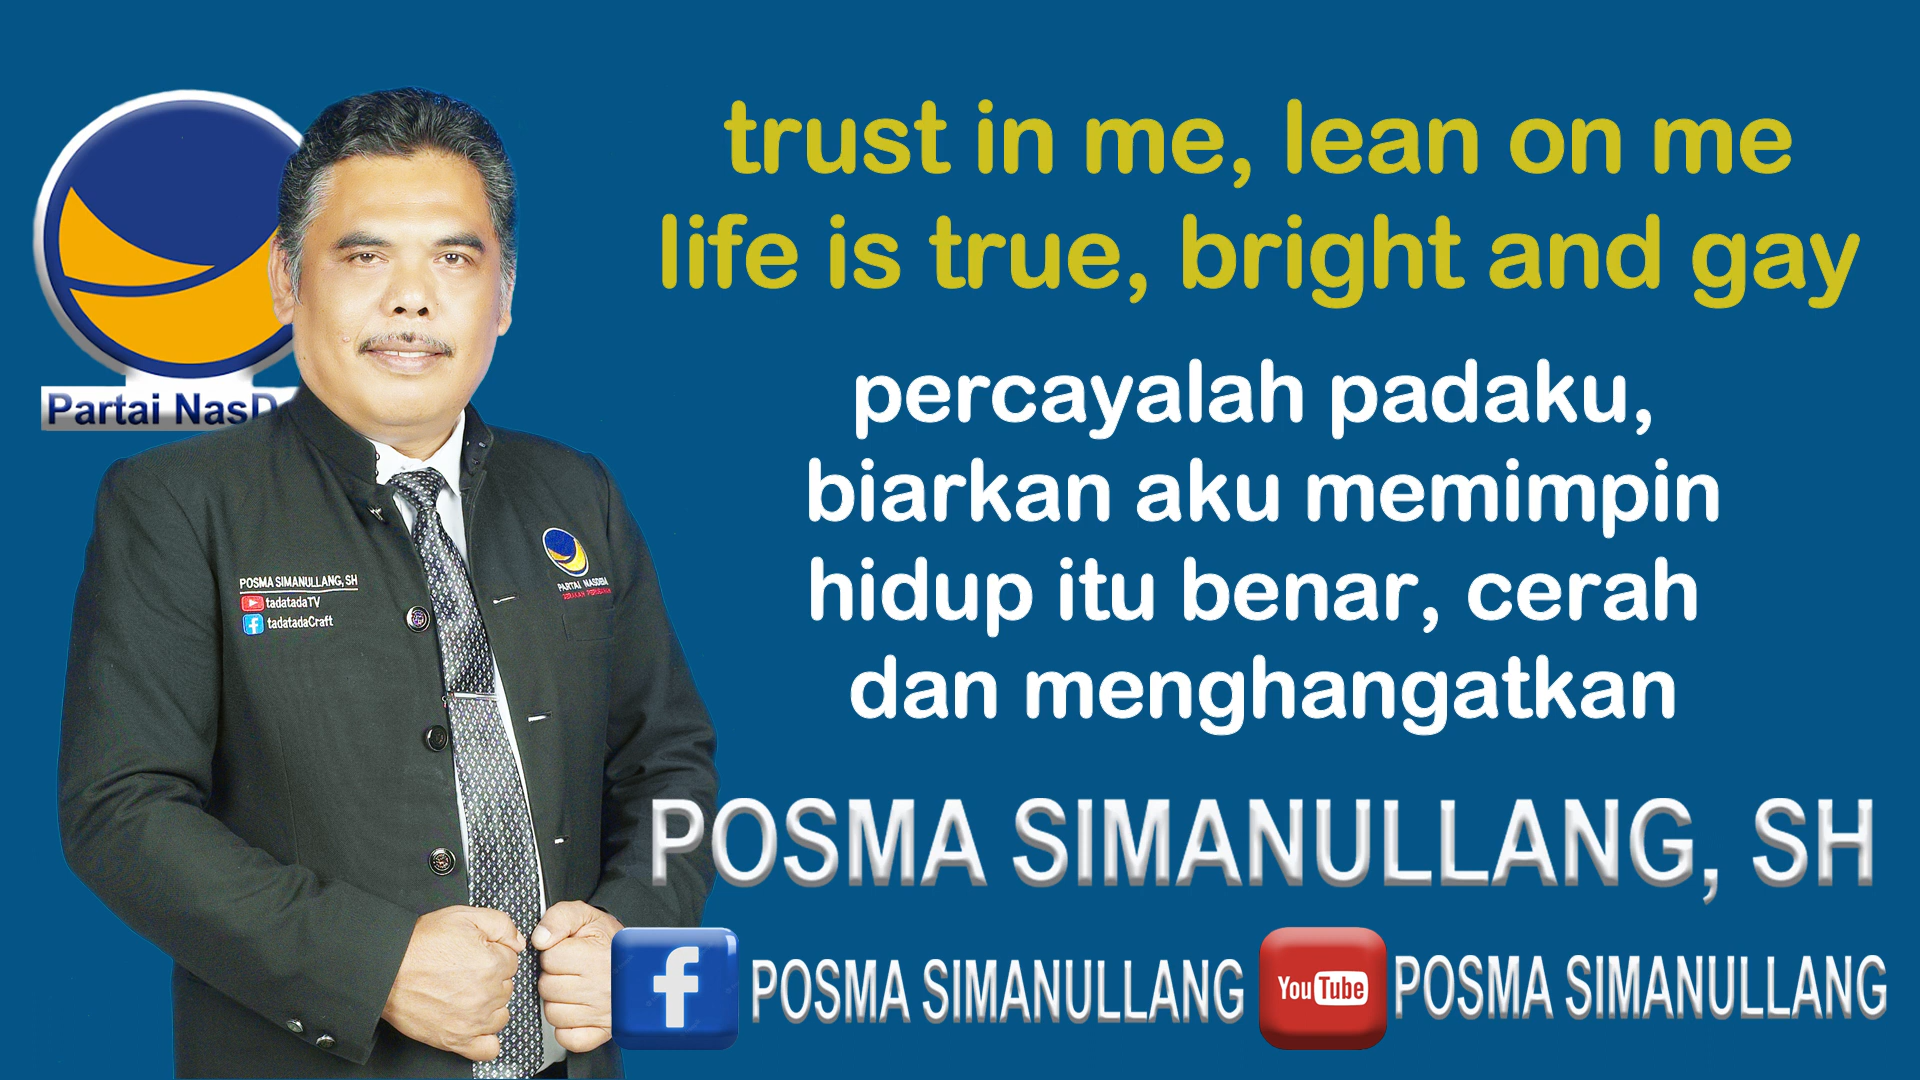 trust in me, lean on me
life is true, bright and gay
percayalah padaku,
biarkan aku memimpin
hidup itu benar, cerah
dan menghangatkan
Partai NasD
POSMA SIMANULLANG, SH
tadatadaTV
tadatadaCraft
PARTAI NASDEM
POSMA SIMANULLANG, SH
f POSMA SIMANULLANG
YouTube POSMA SIMANULLANG